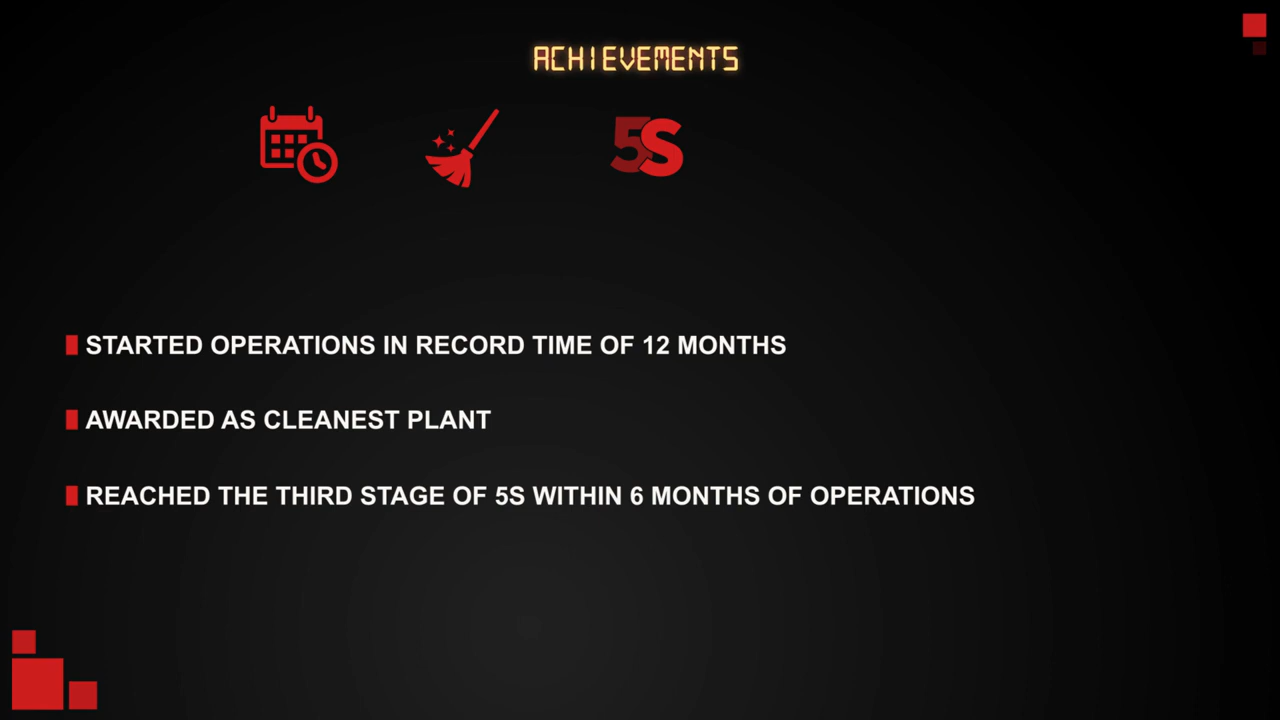 ACHIEVEMENTS
5S
STARTED OPERATIONS IN RECORD TIME OF 12 MONTHS
AWARDED AS CLEANEST PLANT
REACHED THE THIRD STAGE OF 5S WITHIN 6 MONTHS OF OPERATIONS